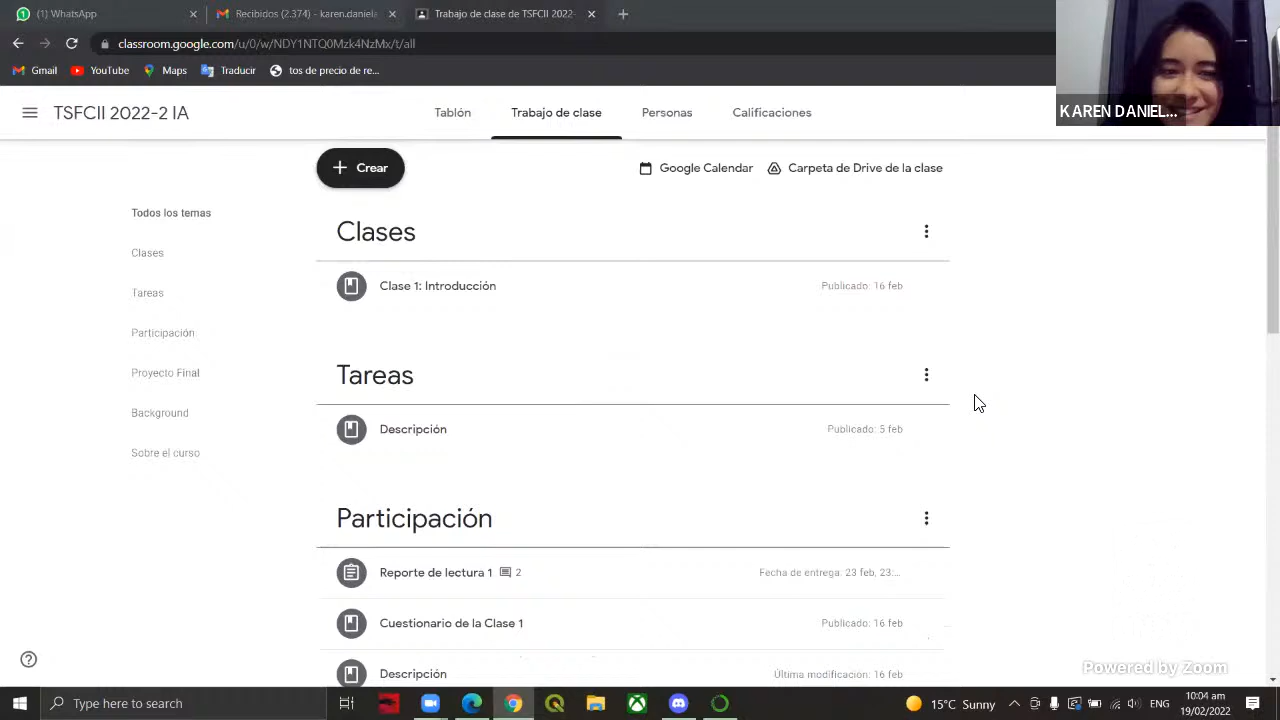 (1) WhatsApp
Recibidos (2.374) - karen.daniela
Trabajo de clase de TSFCII 2022-
classroom.google.com/u/0/w/NDY1NTQ0Mzk4NzMx/t/all
Gmail YouTube Maps Traducir tos de precio de re...
KAREN DANIEL...
TSFCII 2022-2 IA
Tablón Trabajo de clase Personas Calificaciones
Crear
Google Calendar Carpeta de Drive de la clase
Todos los temas
Clases
Tareas
Participación
Proyecto Final
Background
Sobre el curso
Clases
Clase 1: Introducción Publicado: 16 feb
Tareas
Descripción Publicado: 5 feb
Participación
Reporte de lectura 1 2 Fecha de entrega: 23 feb, 23:...
Cuestionario de la Clase 1 Publicado: 16 feb
Descripción Última modificación: 16 feb
Powered by Zoom
Type here to search
15°C Sunny
ENG
10:04 am
19/02/2022